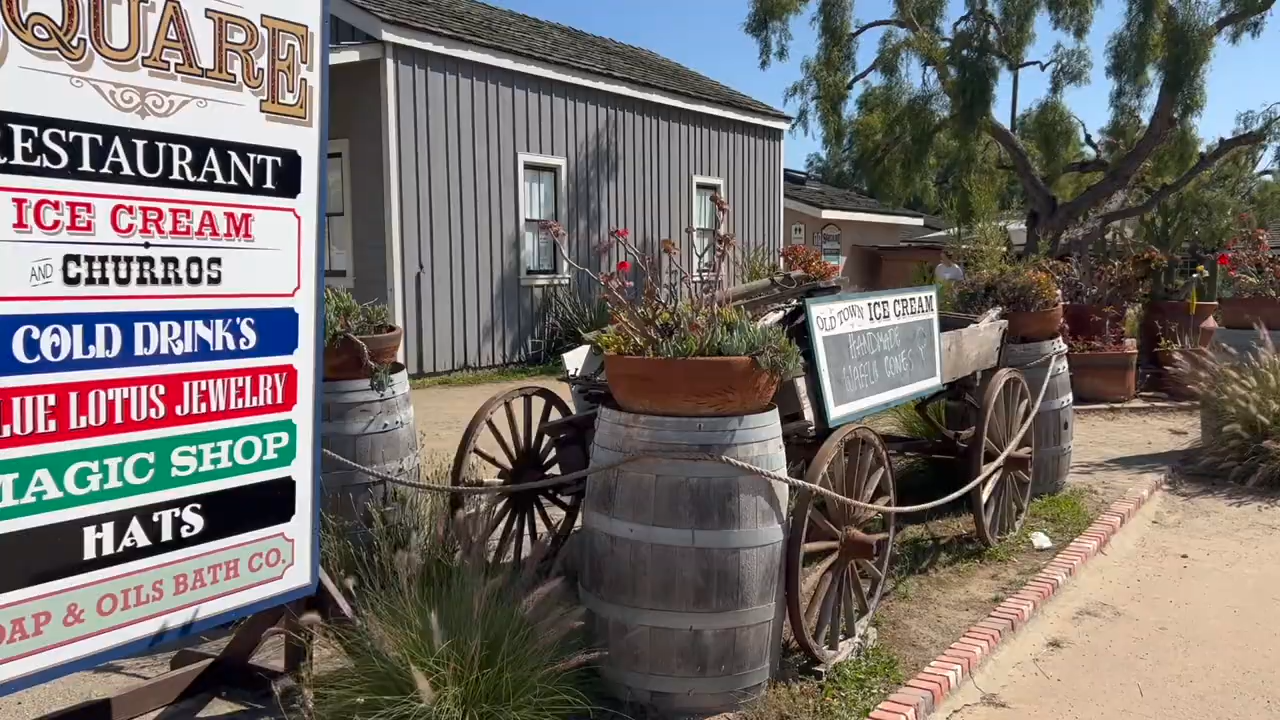 SQUARE
RESTAURANT
ICE CREAM
AND CHURROS
COLD DRINK'S
LUE LOTUS JEWELRY
MAGIC SHOP
HATS
OAP & OILS BATH CO.
OLD TOWN ICE CREAM
HANDMADE
WAFFLE CONES